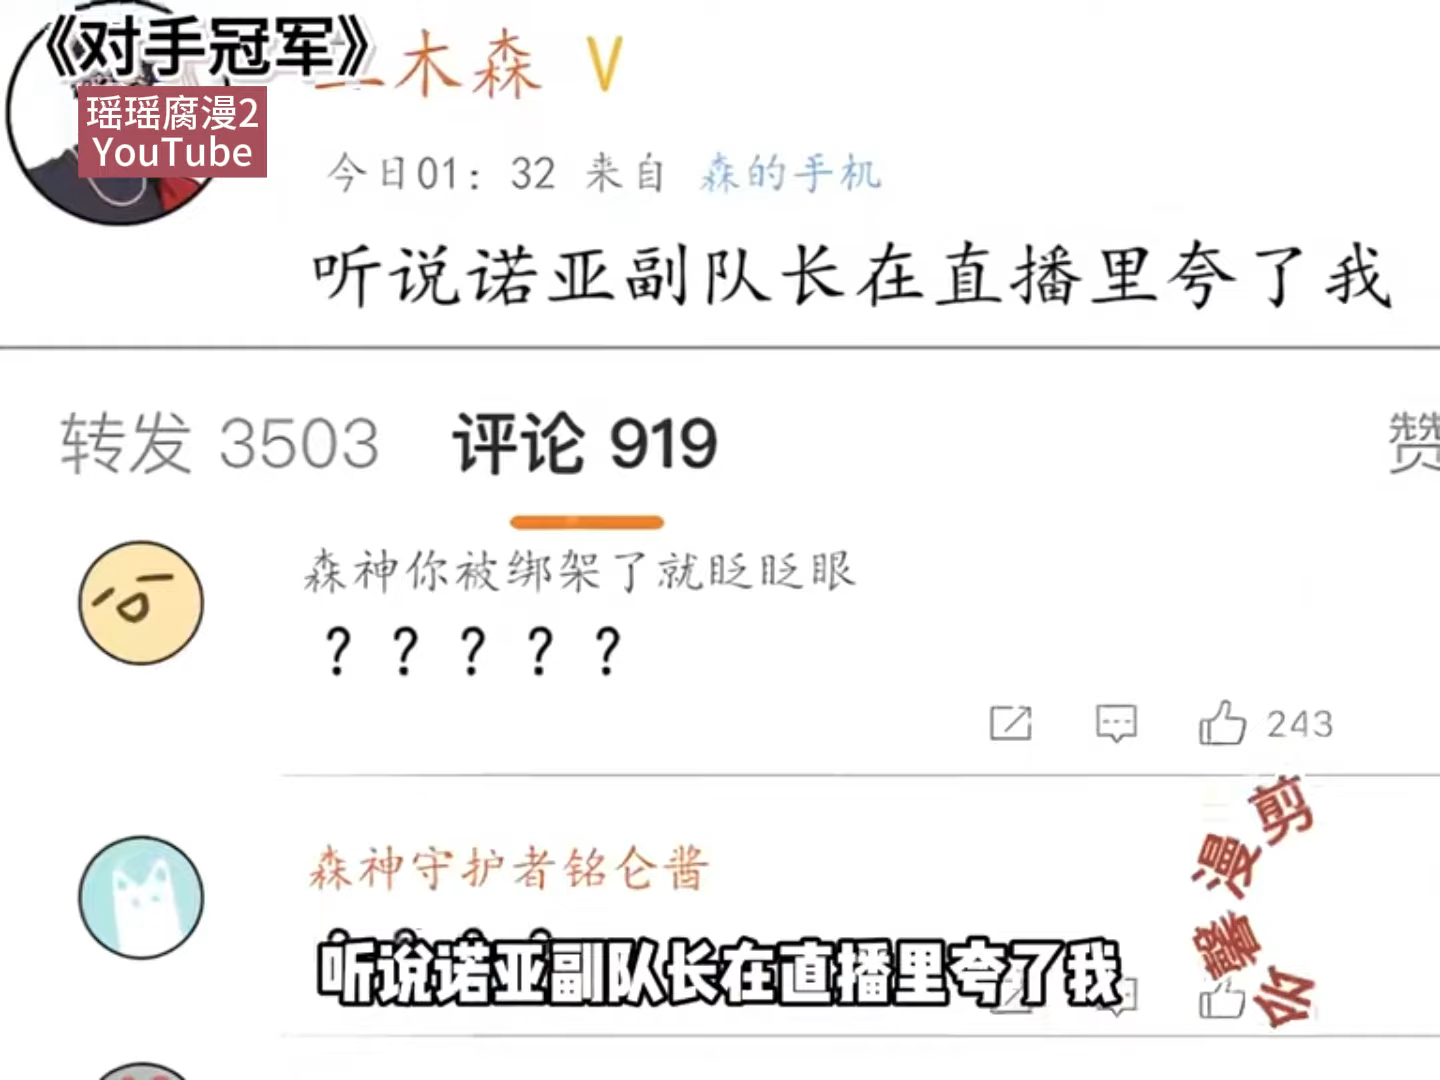 《对手冠军》
瑶瑶腐漫2
YouTube
三木森 V
今日01：32 来自 森的手机
听说诺亚副队长在直播里夸了我
转发 3503 评论 919 赞
森神你被绑架了就眨眨眼
？？？？？
243
森神守护者铭仑酱
听说诺亚副队长在直播里夸了我
剪
漫
馨